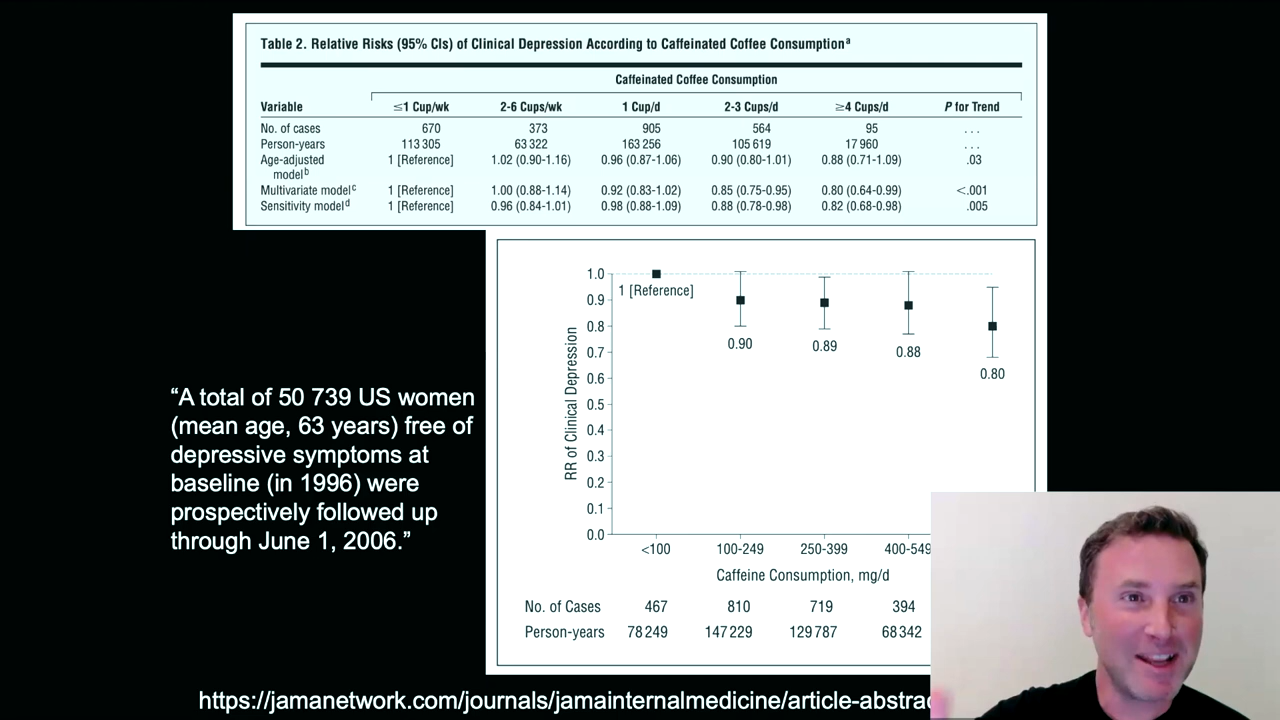 Table 2. Relative Risks (95% CIs) of Clinical Depression According to Caffeinated Coffee Consumptionᵃ
Caffeinated Coffee Consumption
Variable ≤1 Cup/wk 2-6 Cups/wk 1 Cup/d 2-3 Cups/d ≥4 Cups/d P for Trend
No. of cases 670 373 905 564 95 . . .
Person-years 113 305 63 322 163 256 105 619 17 960 . . .
Age-adjusted 1 [Reference] 1.02 (0.90-1.16) 0.96 (0.87-1.06) 0.90 (0.80-1.01) 0.88 (0.71-1.09) .03
modelᵇ
Multivariate modelᶜ 1 [Reference] 1.00 (0.88-1.14) 0.92 (0.83-1.02) 0.85 (0.75-0.95) 0.80 (0.64-0.99) <.001
Sensitivity modelᵈ 1 [Reference] 0.96 (0.84-1.01) 0.98 (0.88-1.09) 0.88 (0.78-0.98) 0.82 (0.68-0.98) .005
“A total of 50 739 US women
(mean age, 63 years) free of
depressive symptoms at
baseline (in 1996) were
prospectively followed up
through June 1, 2006.”
RR of Clinical Depression
1.0
0.9
0.8
0.7
0.6
0.5
0.4
0.3
0.2
0.1
0.0
1 [Reference]
0.90
0.89
0.88
0.80
<100 100-249 250-399 400-549
Caffeine Consumption, mg/d
No. of Cases 467 810 719 394
Person-years 78 249 147 229 129 787 68 342
https://jamanetwork.com/journals/jamainternalmedicine/article-abstrac